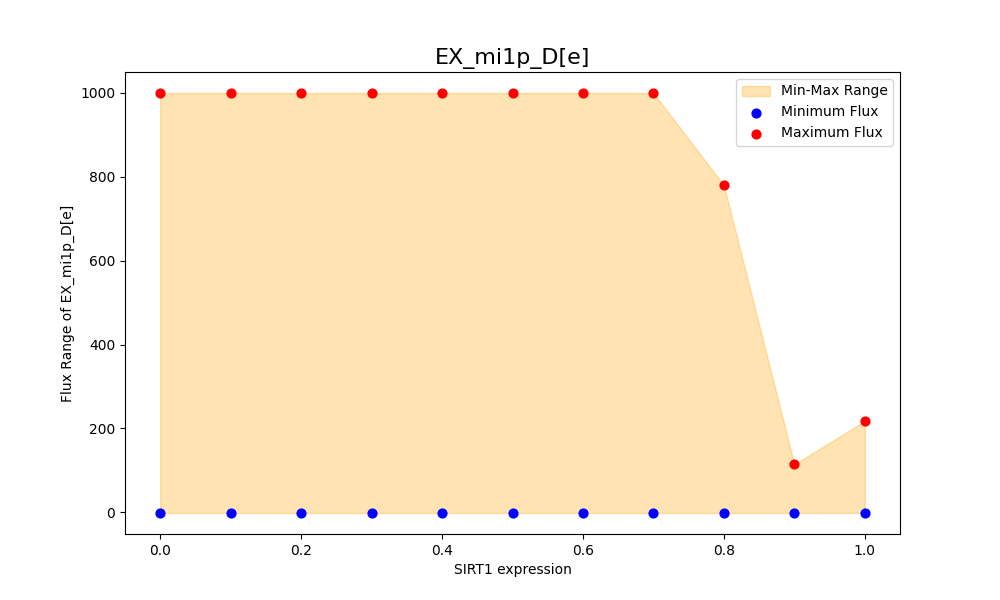 EX_mi1p_D[e]
Min-Max Range
Minimum Flux
Maximum Flux
Flux Range of EX_mi1p_D[e]
1000
800
600
400
200
0
0.0
0.2
0.4
0.6
0.8
1.0
SIRT1 expression